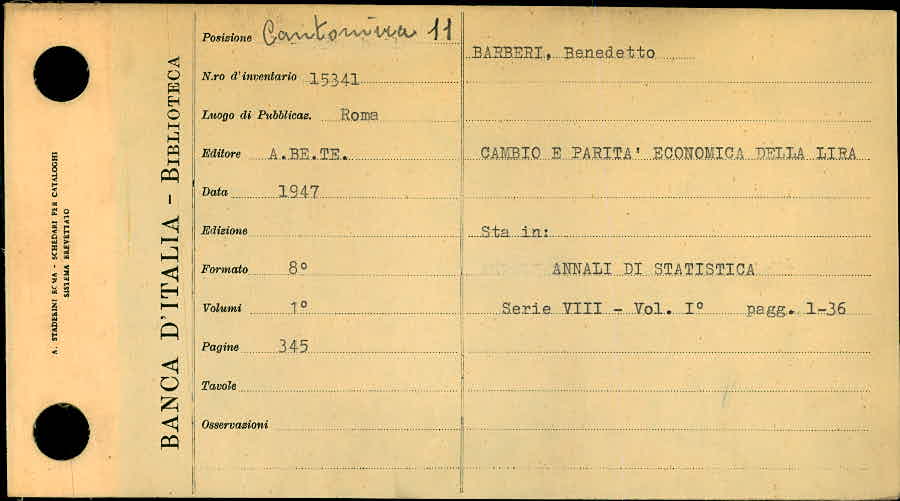 A. STADERINI ROMA - SCHEDARI PER CATALOGHI
SISTEMA BREVETTATO
BANCA D'ITALIA - BIBLIOTECA
Posizione Cantoniera 11
N.ro d'inventario 15341
Luogo di Pubblicaz. Roma
Editore A.BE.TE.
Data 1947
Edizione
Formato 8°
Volumi 1°
Pagine 345
Tavole
Osservazioni
BARBERI, Benedetto
CAMBIO E PARITA' ECONOMICA DELLA LIRA
Sta in:
ANNALI DI STATISTICA
Serie VIII - Vol. I° pagg. 1-36